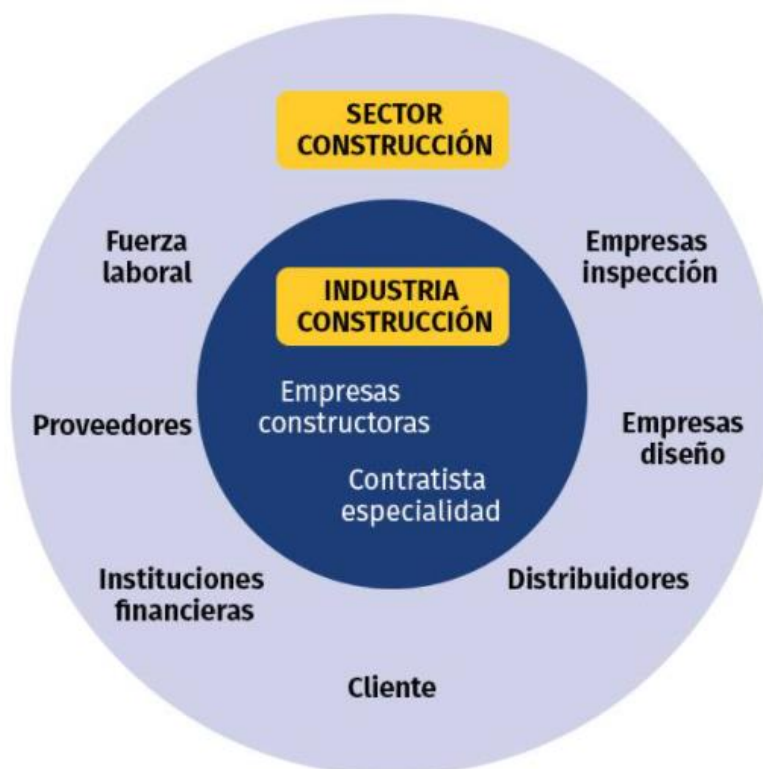 SECTOR
CONSTRUCCIÓN
Fuerza
laboral
Empresas
inspección
INDUSTRIA
CONSTRUCCIÓN
Empresas
constructoras
Proveedores
Empresas
diseño
Contratista
especialidad
Instituciones
financieras
Distribuidores
Cliente